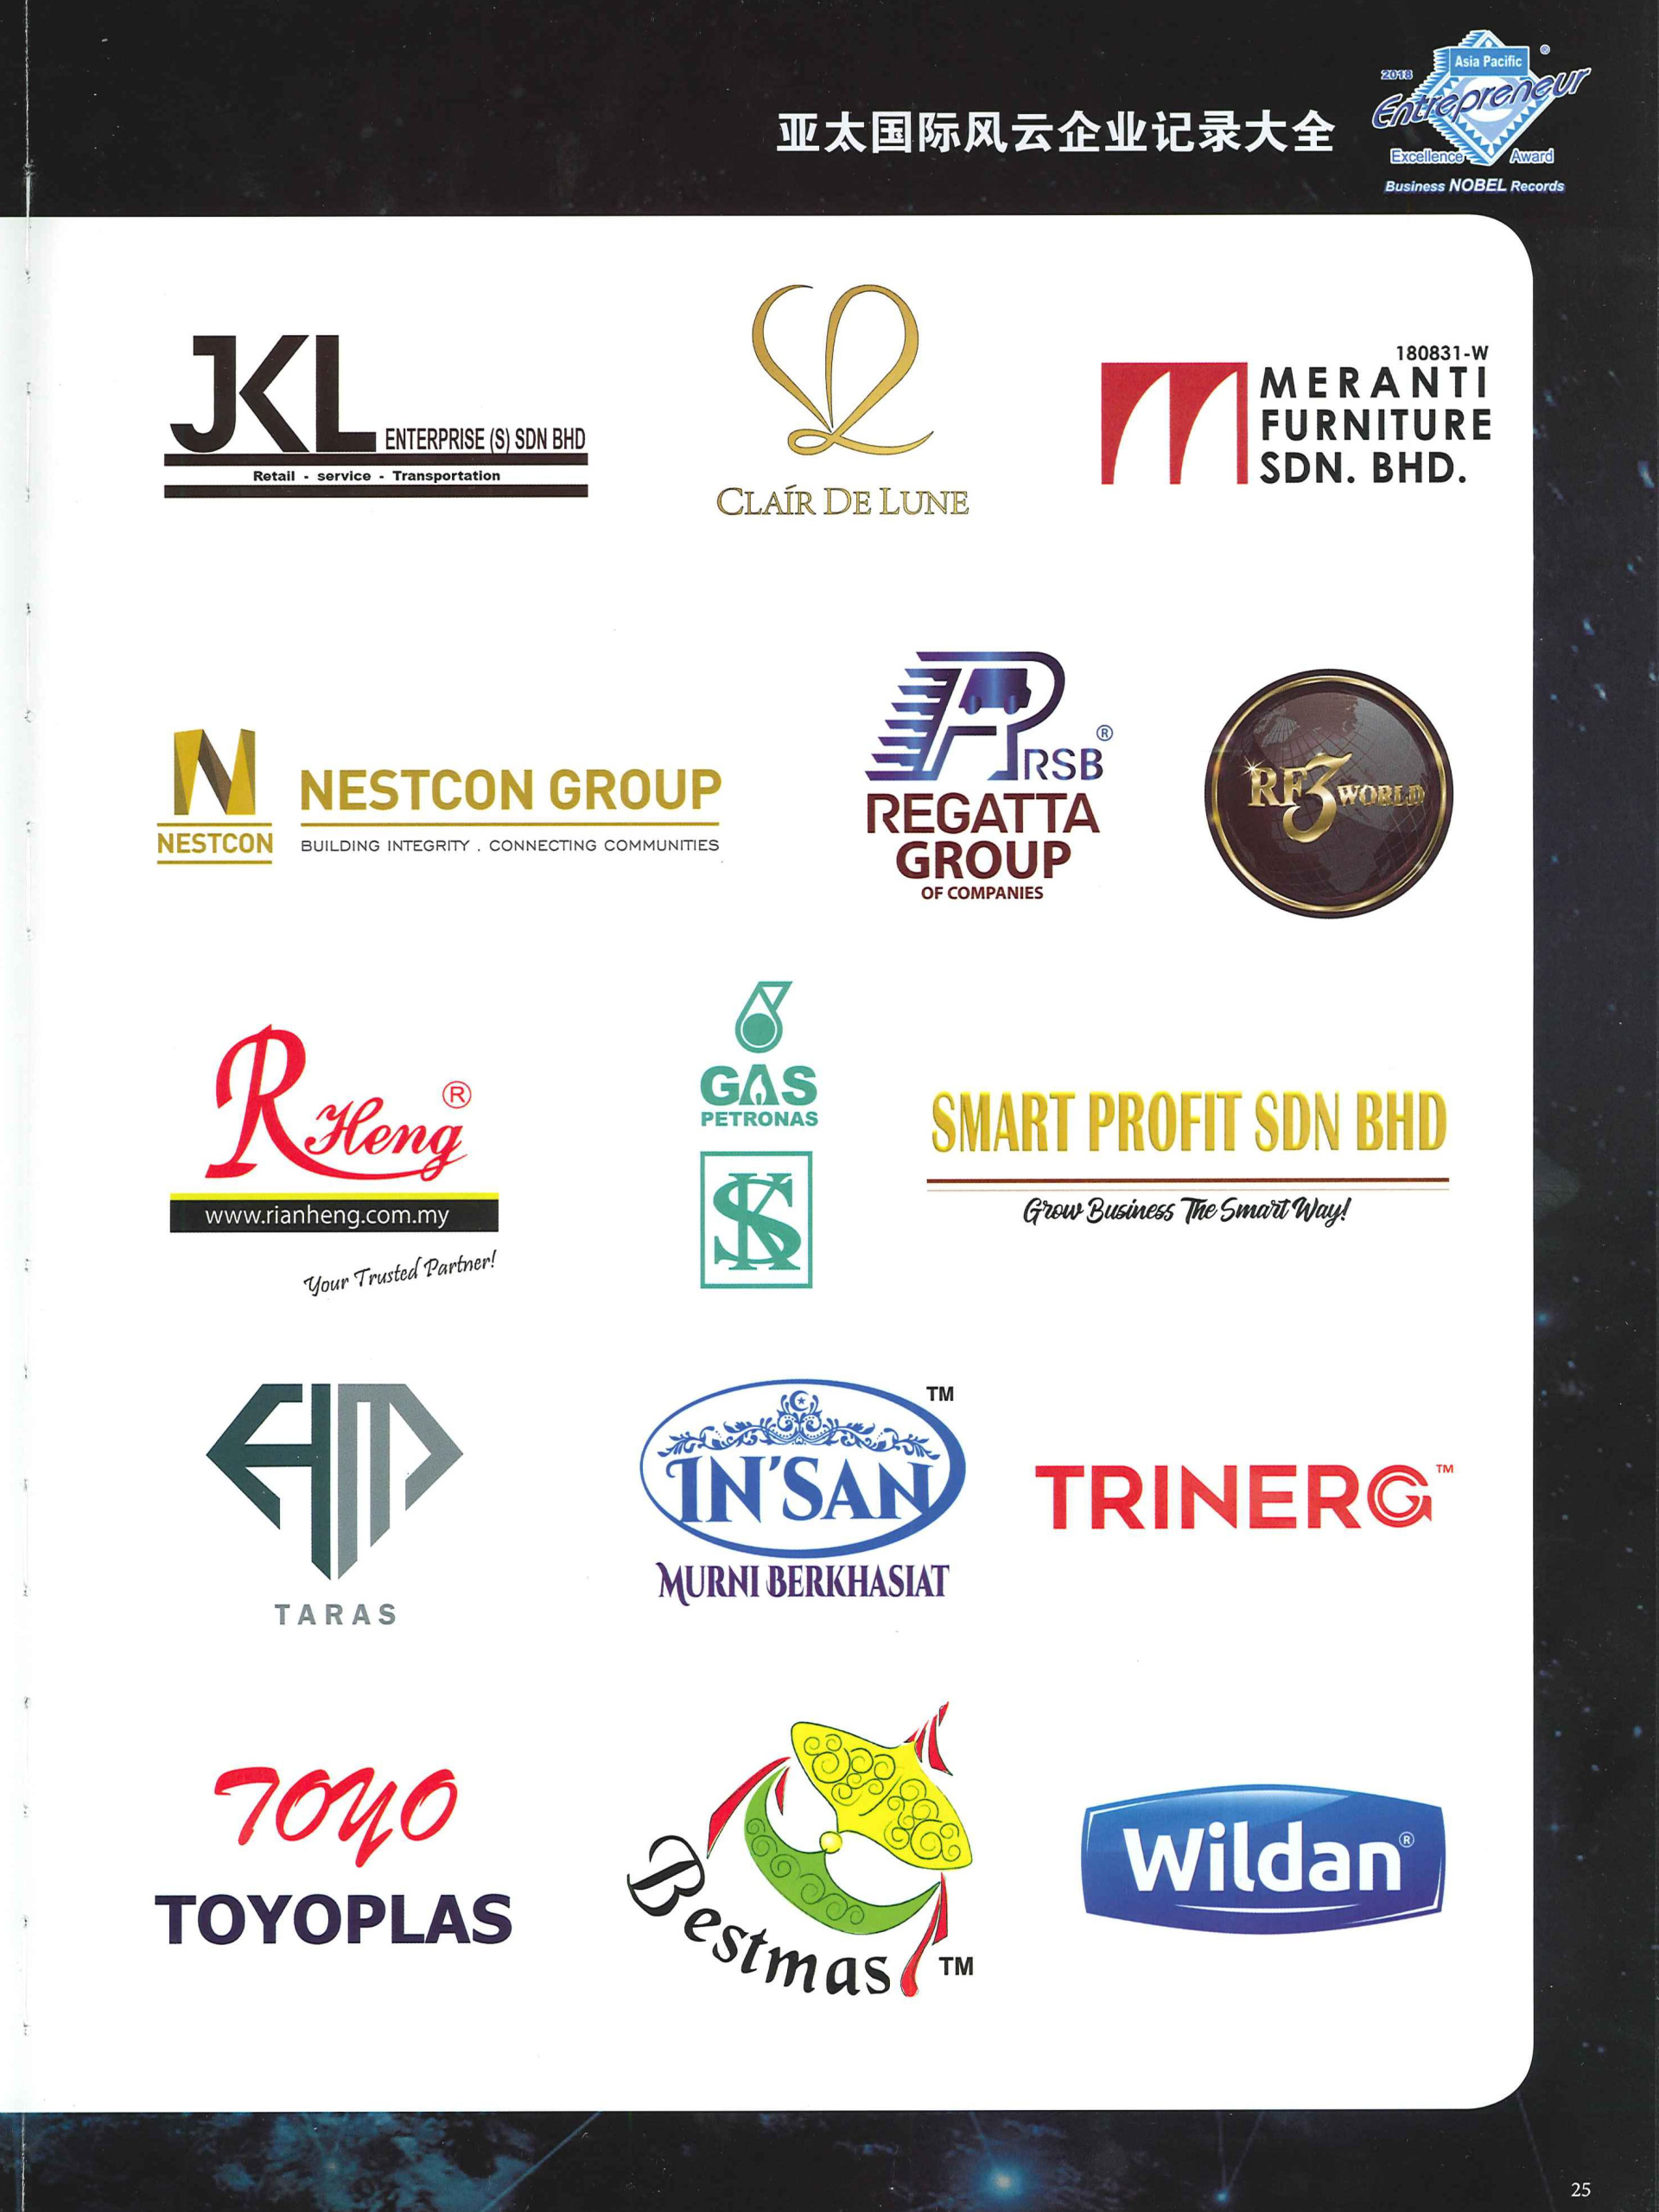 亚太国际风云企业记录大全
2018
Asia Pacific
®
Entrepreneur
Excellence Award
Business NOBEL Records
JKL ENTERPRISE (S) SDN BHD
Retail - service - Transportation
CLAÍR DE LUNE
180831-W
MERANTI
FURNITURE
SDN. BHD.
N
NESTCON
NESTCON GROUP
BUILDING INTEGRITY . CONNECTING COMMUNITIES
RSB®
REGATTA
GROUP
OF COMPANIES
RF3 WORLD
R Heng®
www.rianheng.com.my
Your Trusted Partner!
GAS
PETRONAS
SK
SMART PROFIT SDN BHD
Grow Business The Smart Way!
TARAS
IN'SAN™
MURNI BERKHASIAT
TRINERG™
TOYO
TOYOPLAS
Bestmas™
Wildan®
25